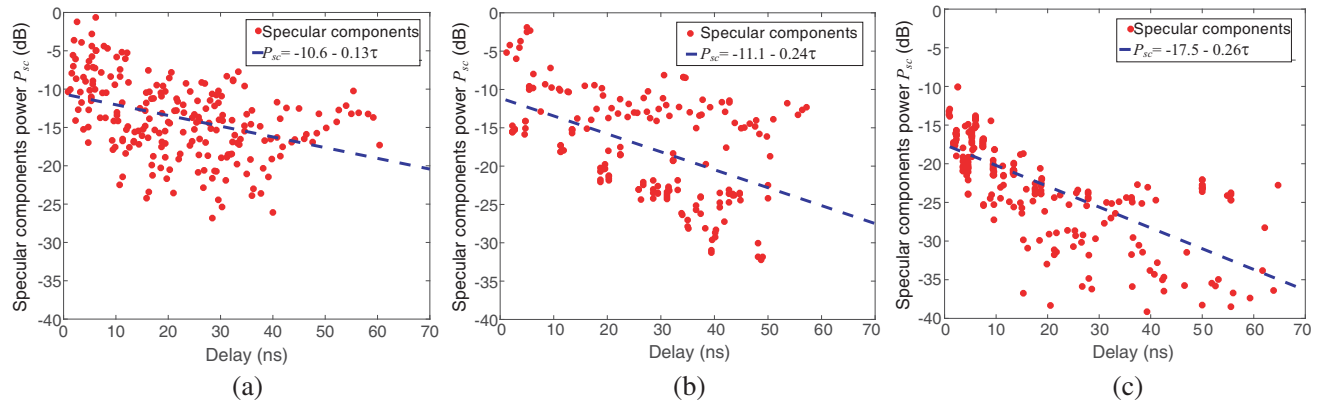 Specular components power P_sc (dB)
0
-5
-10
-15
-20
-25
-30
-35
-40
Specular components
P_sc= -10.6 - 0.13τ
0 10 20 30 40 50 60 70
Delay (ns)
(a)
Specular components power P_sc (dB)
0
-5
-10
-15
-20
-25
-30
-35
-40
Specular components
P_sc= -11.1 - 0.24τ
0 10 20 30 40 50 60 70
Delay (ns)
(b)
Specular components power P_sc (dB)
0
-5
-10
-15
-20
-25
-30
-35
-40
Specular components
P_sc= -17.5 - 0.26τ
0 10 20 30 40 50 60 70
Delay (ns)
(c)